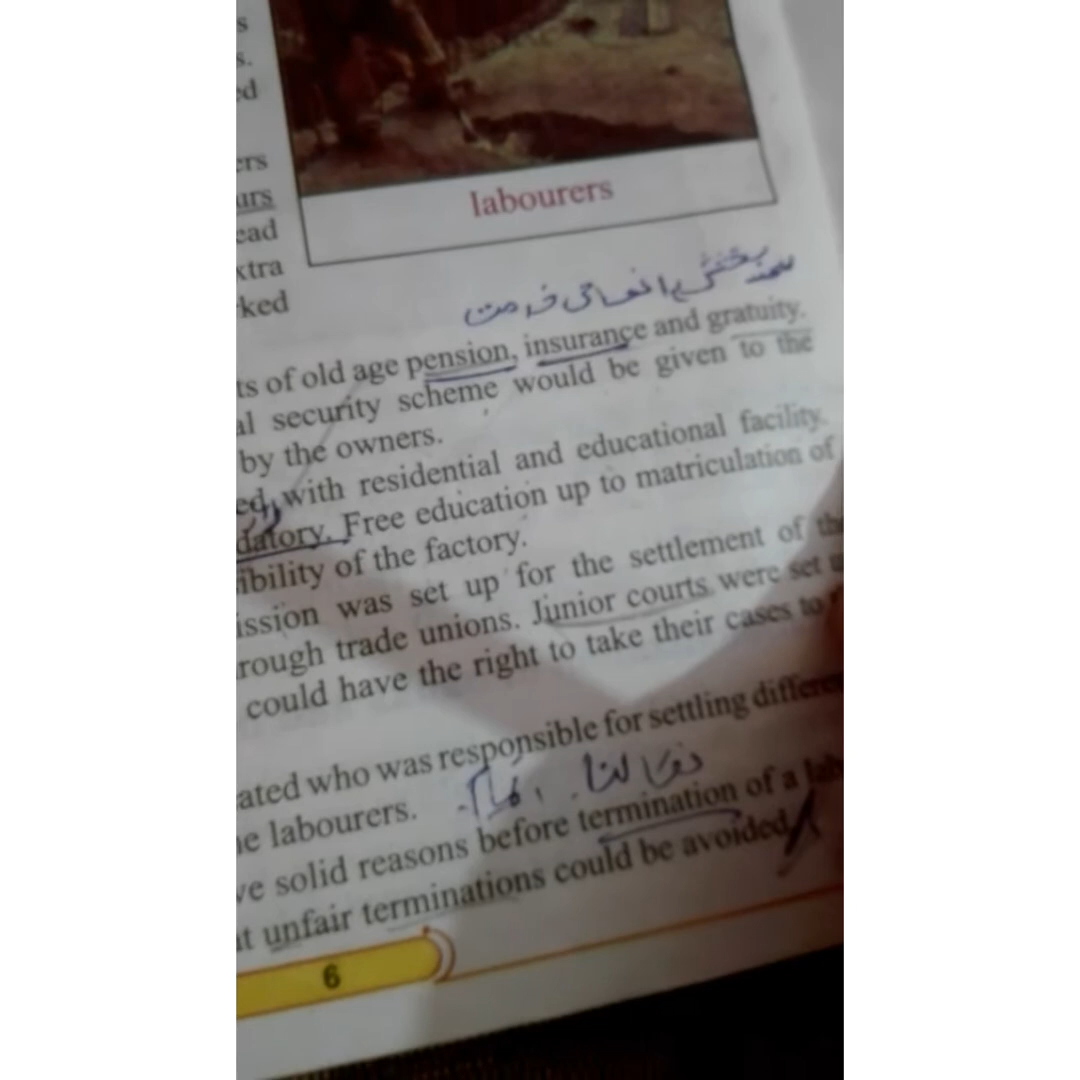 s
s.
ed
ers
urs
ead
xtra
rked
labourers
ts of old age pension, insurance and gratuity.
al security scheme would be given to the
by the owners.
ed with residential and educational facility.
datory. Free education up to matriculation of
ibility of the factory.
ission was set up for the settlement of th
rough trade unions. Junior courts were set
could have the right to take their cases to
ated who was responsible for settling differe
e labourers.
ve solid reasons before termination of a lab
t unfair terminations could be avoided.
6